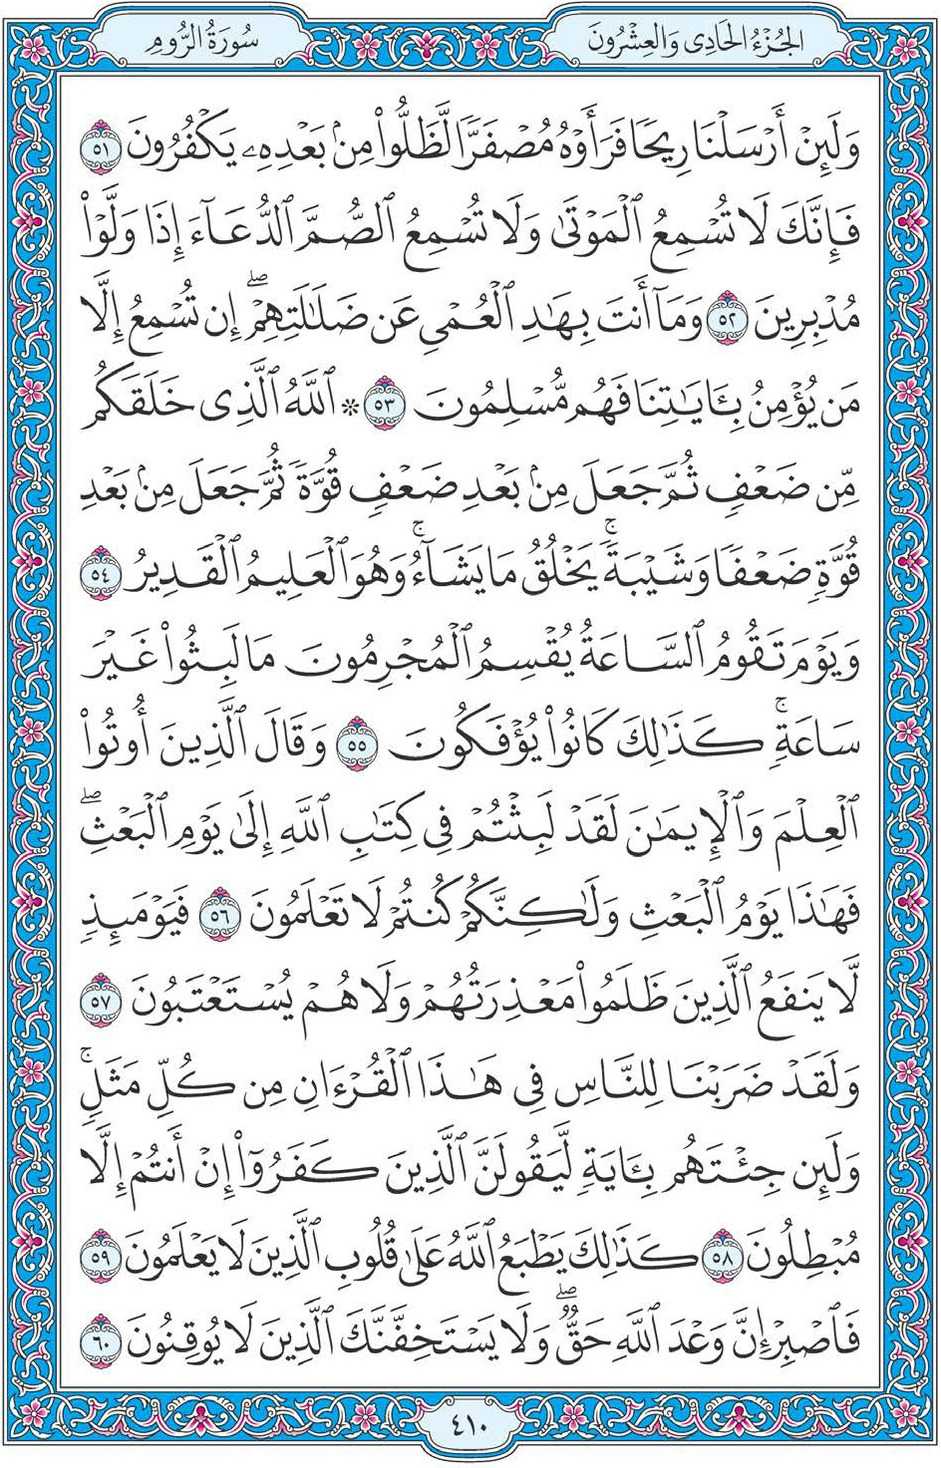 الجُزْءُ الحَادِى وَالعِشْرُونَ
سُورَةُ الرُّومِ
وَلَئِنْ أَرْسَلْنَا رِيحًا فَرَأَوْهُ مُصْفَرًّا لَّظَلُّوا۟ مِنۢ بَعْدِهِۦ يَكْفُرُونَ ٥١
فَإِنَّكَ لَا تُسْمِعُ ٱلْمَوْتَىٰ وَلَا تُسْمِعُ ٱلصُّمَّ ٱلدُّعَآءَ إِذَا وَلَّوْا۟
مُدْبِرِينَ ٥٢ وَمَآ أَنتَ بِهَٰدِ ٱلْعُمْىِ عَن ضَلَٰلَتِهِمْۖ إِن تُسْمِعُ إِلَّا
مَن يُؤْمِنُ بِـَٔايَٰتِنَا فَهُم مُّسْلِمُونَ ٥٣ * ٱللَّهُ ٱلَّذِى خَلَقَكُم
مِّن ضَعْفٍ ثُمَّ جَعَلَ مِنۢ بَعْدِ ضَعْفٍ قُوَّةً ثُمَّ جَعَلَ مِنۢ بَعْدِ
قُوَّةٍ ضَعْفًا وَشَيْبَةًۚ يَخْلُقُ مَا يَشَآءُۚ وَهُوَ ٱلْعَلِيمُ ٱلْقَدِيرُ ٥٤
وَيَوْمَ تَقُومُ ٱلسَّاعَةُ يُقْسِمُ ٱلْمُجْرِمُونَ مَا لَبِثُوا۟ غَيْرَ
سَاعَةٍۚ كَذَٰلِكَ كَانُوا۟ يُؤْفَكُونَ ٥٥ وَقَالَ ٱلَّذِينَ أُوتُوا۟
ٱلْعِلْمَ وَٱلْإِيمَٰنَ لَقَدْ لَبِثْتُمْ فِى كِتَٰبِ ٱللَّهِ إِلَىٰ يَوْمِ ٱلْبَعْثِۖ
فَهَٰذَا يَوْمُ ٱلْبَعْثِ وَلَٰكِنَّكُمْ كُنتُمْ لَا تَعْلَمُونَ ٥٦ فَيَوْمَئِذٍ
لَّا يَنفَعُ ٱلَّذِينَ ظَلَمُوا۟ مَعْذِرَتُهُمْ وَلَا هُمْ يُسْتَعْتَبُونَ ٥٧
وَلَقَدْ ضَرَبْنَا لِلنَّاسِ فِى هَٰذَا ٱلْقُرْءَانِ مِن كُلِّ مَثَلٍۚ
وَلَئِن جِئْتَهُم بِـَٔايَةٍ لَّيَقُولَنَّ ٱلَّذِينَ كَفَرُوٓا۟ إِنْ أَنتُمْ إِلَّا
مُبْطِلُونَ ٥٨ كَذَٰلِكَ يَطْبَعُ ٱللَّهُ عَلَىٰ قُلُوبِ ٱلَّذِينَ لَا يَعْلَمُونَ ٥٩
فَٱصْبِرْ إِنَّ وَعْدَ ٱللَّهِ حَقٌّۖ وَلَا يَسْتَخِفَّنَّكَ ٱلَّذِينَ لَا يُوقِنُونَ ٦٠
٤١٠